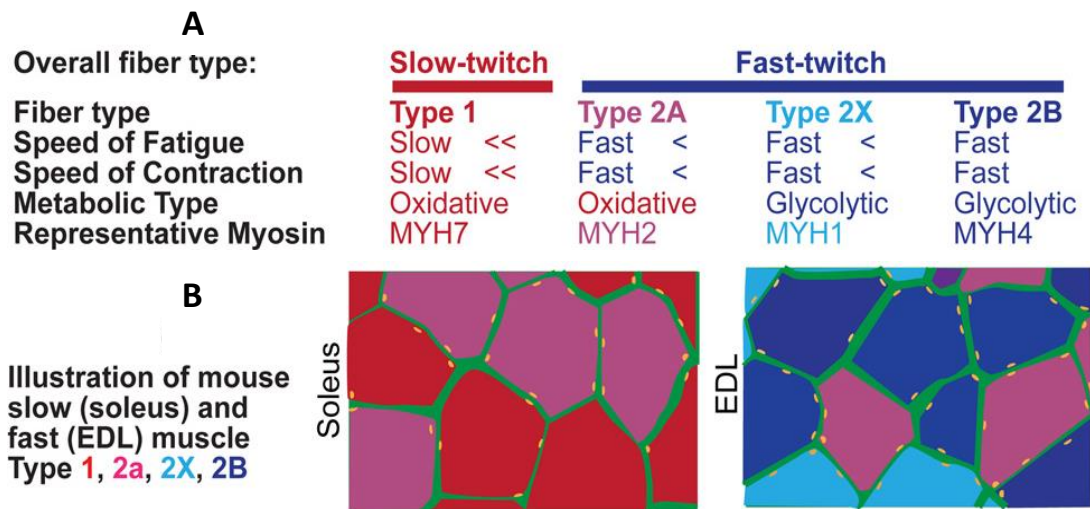 A
Overall fiber type: Slow-twitch Fast-twitch
Fiber type Type 1 Type 2A Type 2X Type 2B
Speed of Fatigue Slow << Fast < Fast < Fast
Speed of Contraction Slow << Fast < Fast < Fast
Metabolic Type Oxidative Oxidative Glycolytic Glycolytic
Representative Myosin MYH7 MYH2 MYH1 MYH4
B
Illustration of mouse
slow (soleus) and
fast (EDL) muscle
Type 1, 2a, 2X, 2B
Soleus
EDL